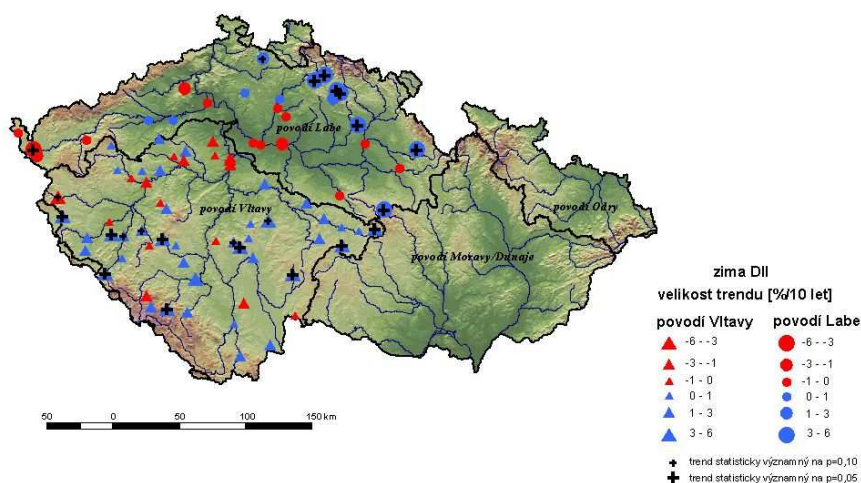 povodí Labe
povodí Vltavy
povodí Odry
povodí Moravy/Dunaje
zima DII
velikost trendu [%/10 let]
povodí Vltavy povodí Labe
-6 - -3 -6 - -3
-3 - -1 -3 - -1
-1 - 0 -1 - 0
0 - 1 0 - 1
1 - 3 1 - 3
3 - 6 3 - 6
trend statisticky významný na p=0,10
trend statisticky významný na p=0,05
50 0 50 100 150 km